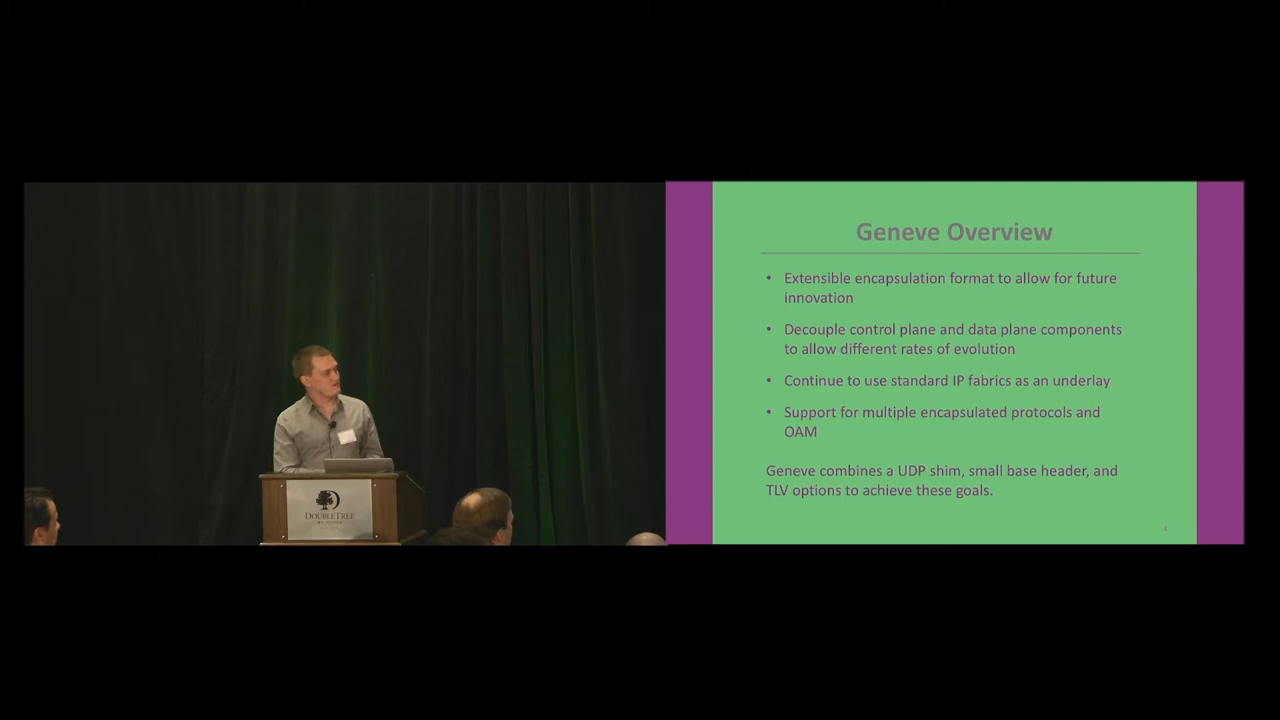 Geneve Overview
• Extensible encapsulation format to allow for future
innovation
• Decouple control plane and data plane components
to allow different rates of evolution
• Continue to use standard IP fabrics as an underlay
• Support for multiple encapsulated protocols and
OAM
Geneve combines a UDP shim, small base header, and
TLV options to achieve these goals.
4
DOUBLETREE